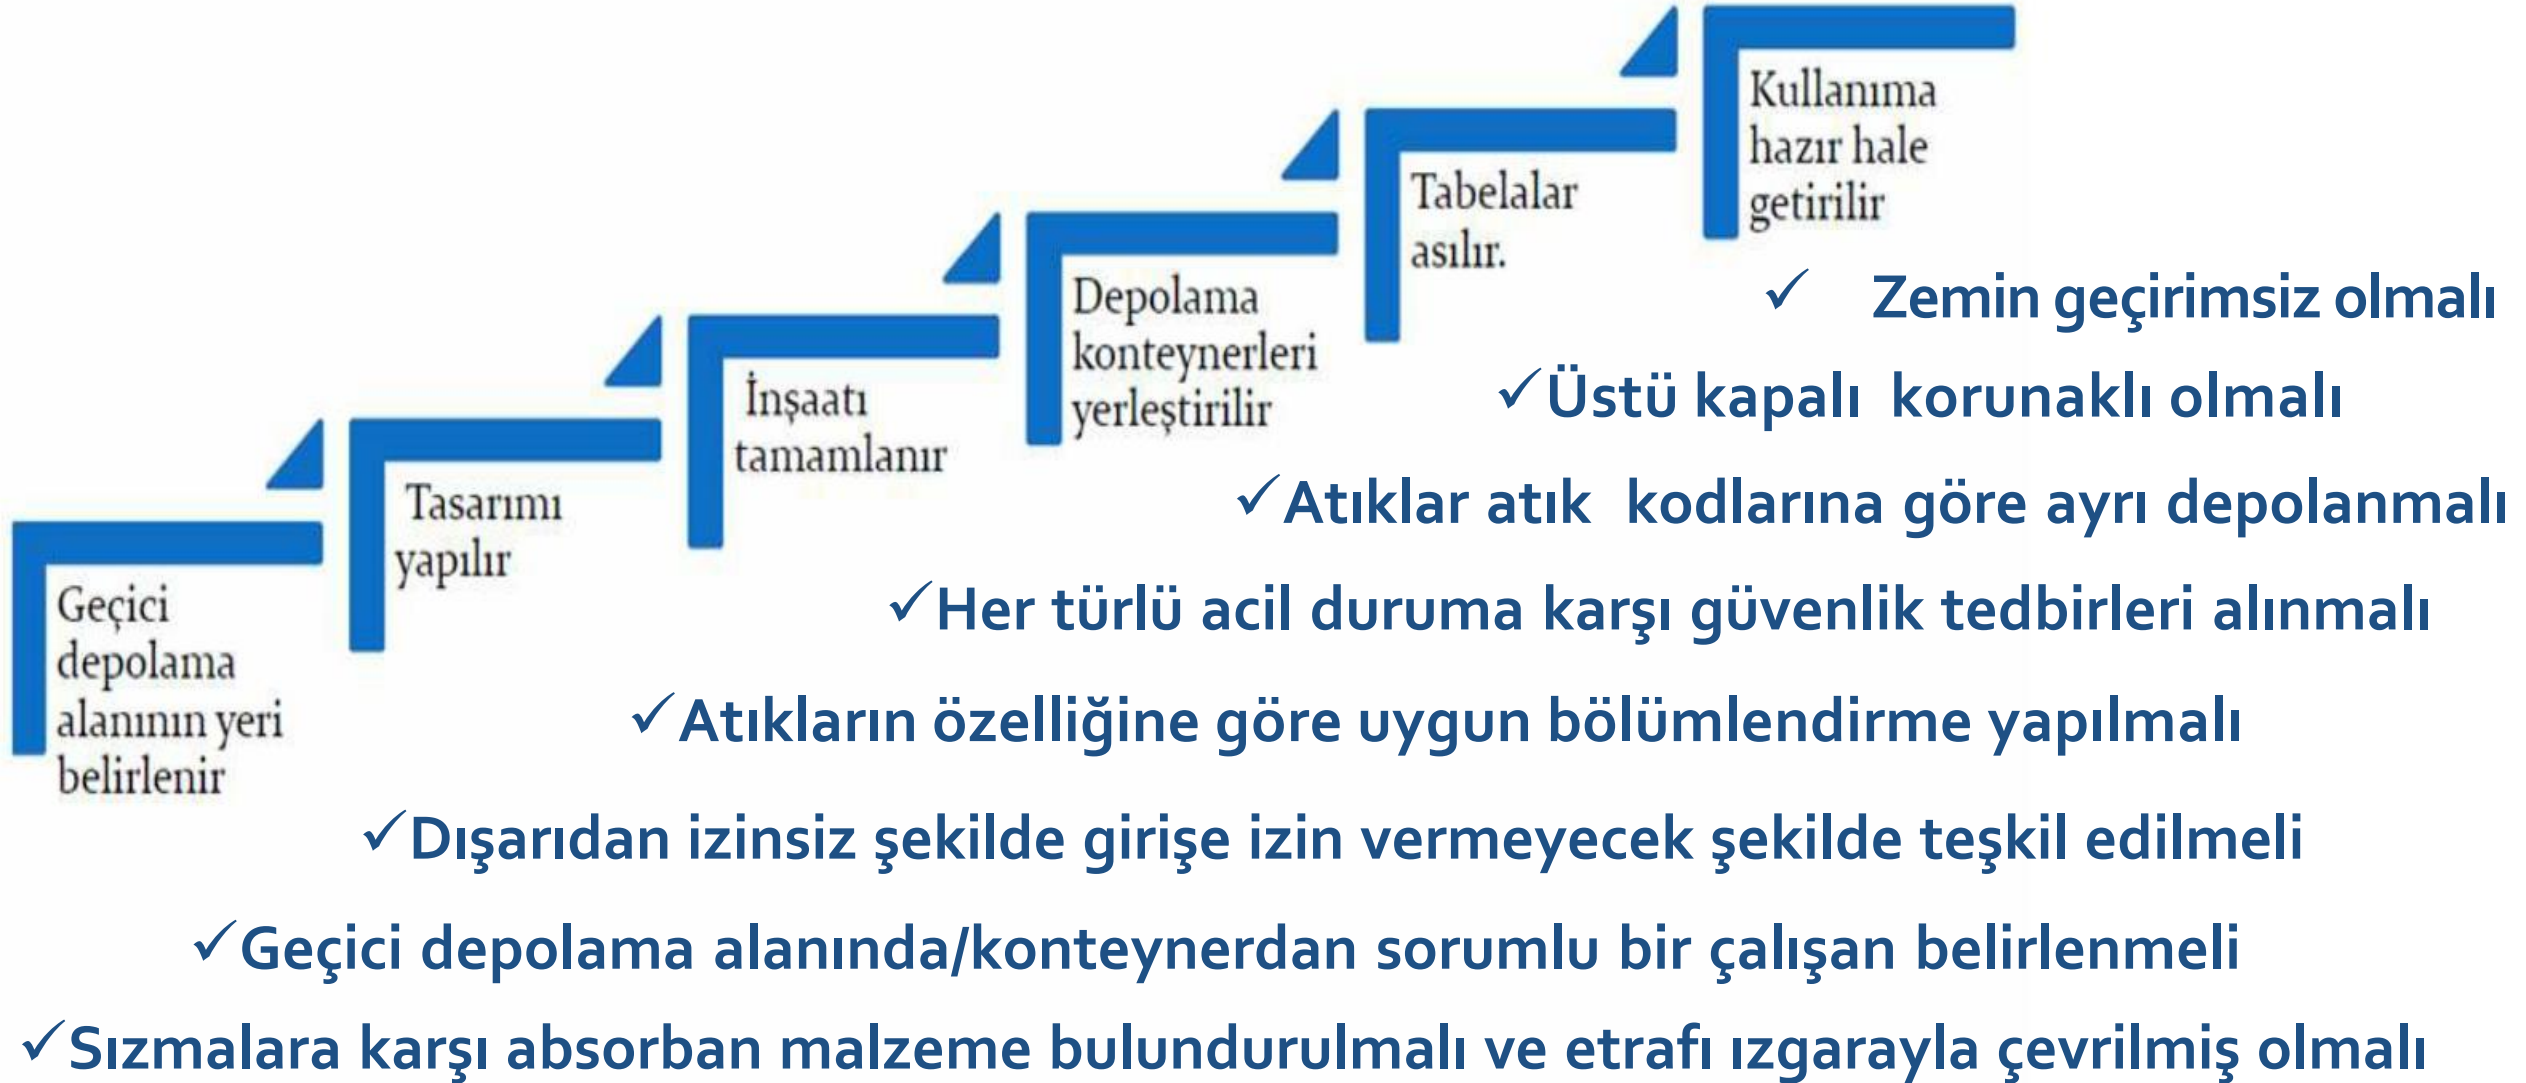 Geçici
depolama
alanının yeri
belirlenir
Tasarımı
yapılır
İnşaatı
tamamlanır
Depolama
konteynerleri
yerleştirilir
Tabelalar
asılır.
Kullanıma
hazır hale
getirilir
✓ Zemin geçirimsiz olmalı
✓Üstü kapalı korunaklı olmalı
✓Atıklar atık kodlarına göre ayrı depolanmalı
✓Her türlü acil duruma karşı güvenlik tedbirleri alınmalı
✓Atıkların özelliğine göre uygun bölümlendirme yapılmalı
✓Dışarıdan izinsiz şekilde girişe izin vermeyecek şekilde teşkil edilmeli
✓Geçici depolama alanında/konteynerdan sorumlu bir çalışan belirlenmeli
✓Sızmalara karşı absorban malzeme bulundurulmalı ve etrafı ızgarayla çevrilmiş olmalı